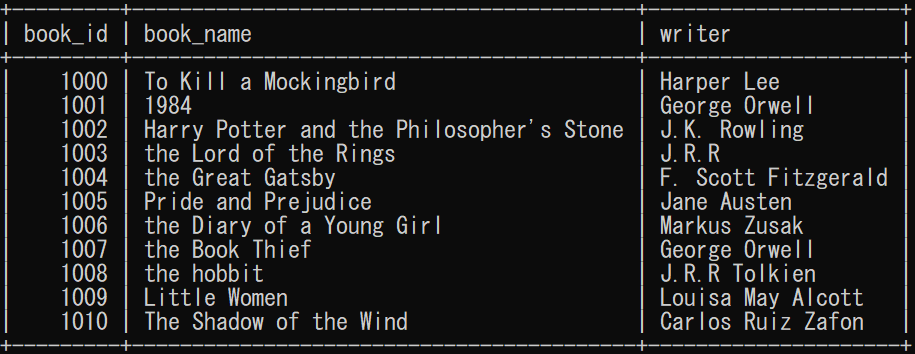 +---------+------------------------------------------+---------------------+
| book_id | book_name                                | writer              |
+---------+------------------------------------------+---------------------+
|    1000 | To Kill a Mockingbird                    | Harper Lee          |
|    1001 | 1984                                     | George Orwell       |
|    1002 | Harry Potter and the Philosopher's Stone | J.K. Rowling        |
|    1003 | the Lord of the Rings                    | J.R.R               |
|    1004 | the Great Gatsby                         | F. Scott Fitzgerald |
|    1005 | Pride and Prejudice                      | Jane Austen         |
|    1006 | the Diary of a Young Girl                | Markus Zusak        |
|    1007 | the Book Thief                           | George Orwell       |
|    1008 | the hobbit                               | J.R.R Tolkien       |
|    1009 | Little Women                             | Louisa May Alcott   |
|    1010 | The Shadow of the Wind                   | Carlos Ruiz Zafon   |
+---------+------------------------------------------+---------------------+